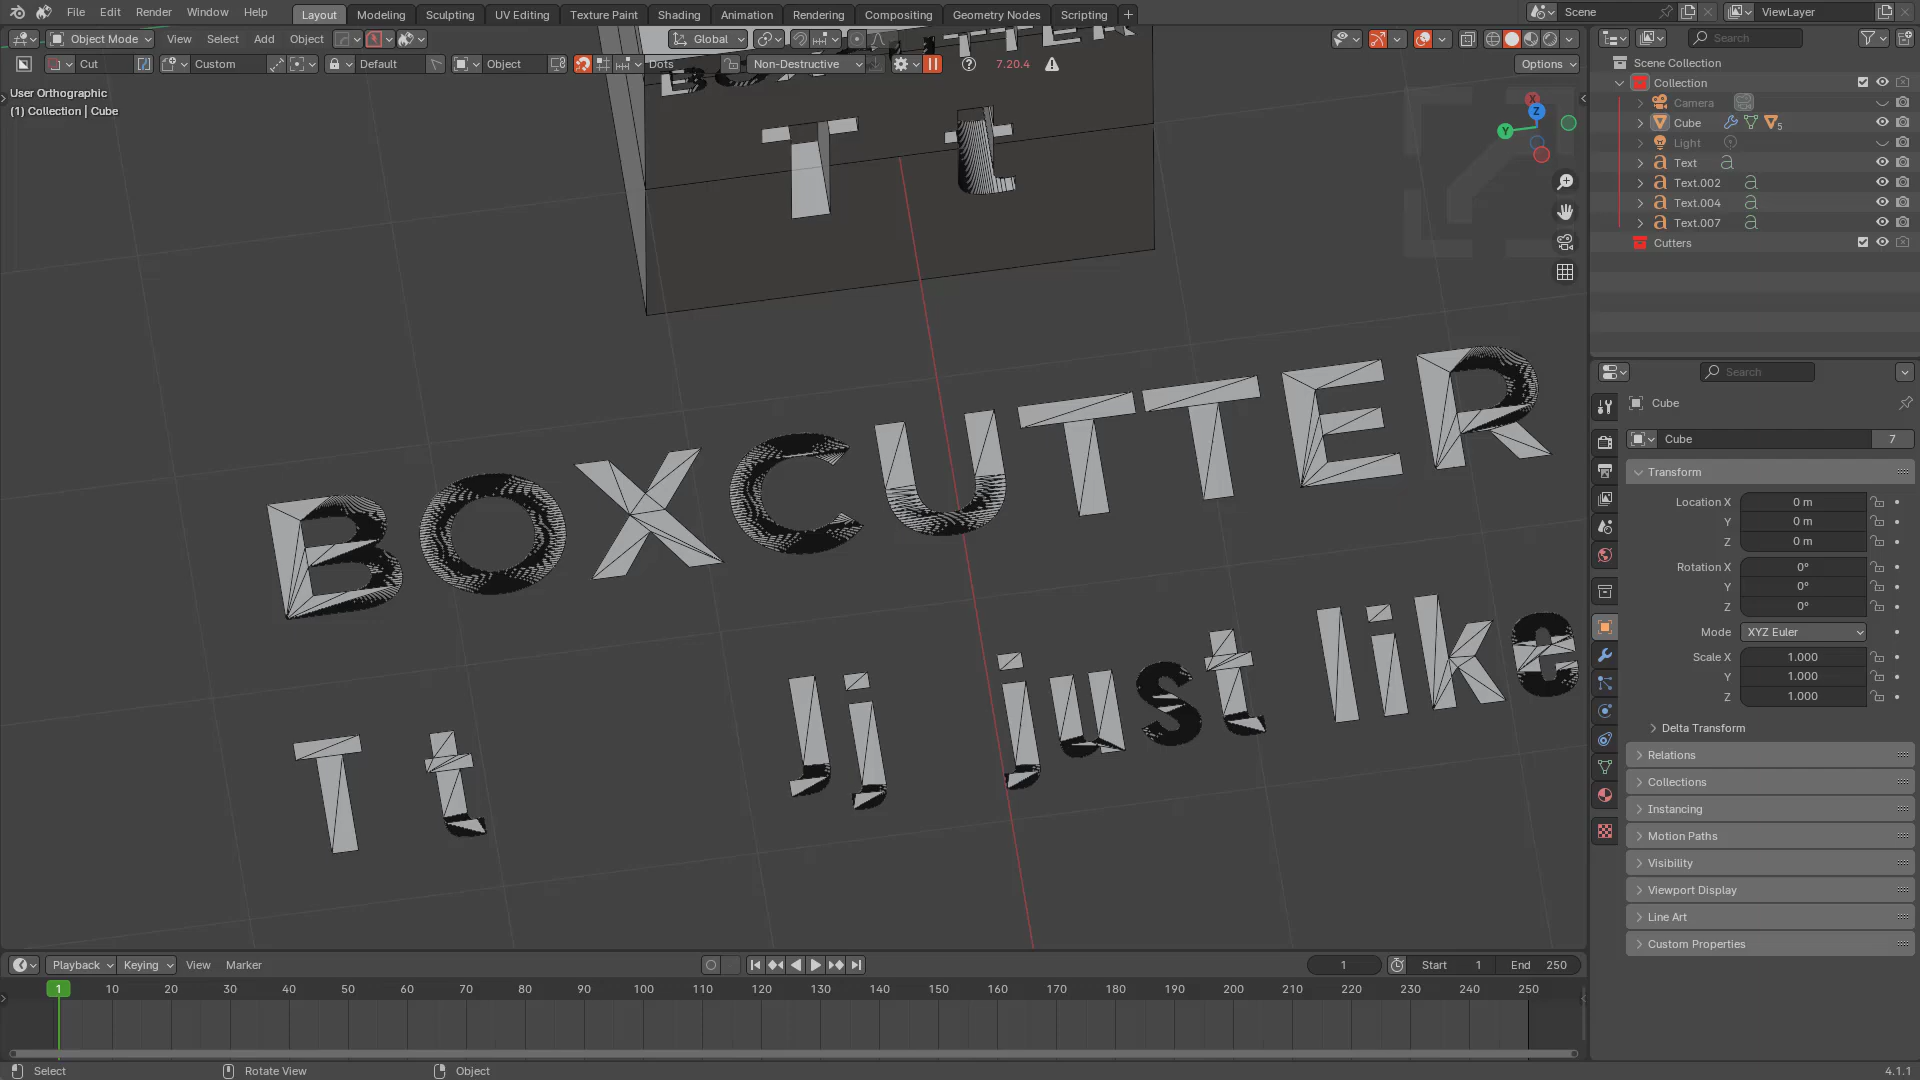 File Edit Render Window Help Layout Modeling Sculpting UV Editing Texture Paint Shading Animation Rendering Compositing Geometry Nodes Scripting + Scene ViewLayer
Object Mode View Select Add Object Global Search
Cut Custom Default Object Dots Non-Destructive 7.20.4 Options
User Orthographic
(1) Collection | Cube
Scene Collection
Collection
Camera
Cube 5
Light
Text
Text.002
Text.004
Text.007
Cutters
X
Y
Z
T t
BOXCUTTER
T t Jj just like
Search
Cube
Cube 7
Transform
Location X 0 m
Y 0 m
Z 0 m
Rotation X 0°
Y 0°
Z 0°
Mode XYZ Euler
Scale X 1.000
Y 1.000
Z 1.000
Delta Transform
Relations
Collections
Instancing
Motion Paths
Visibility
Viewport Display
Line Art
Custom Properties
Playback Keying View Marker 1 Start 1 End 250
1 10 20 30 40 50 60 70 80 90 100 110 120 130 140 150 160 170 180 190 200 210 220 230 240 250
Select Rotate View Object 4.1.1